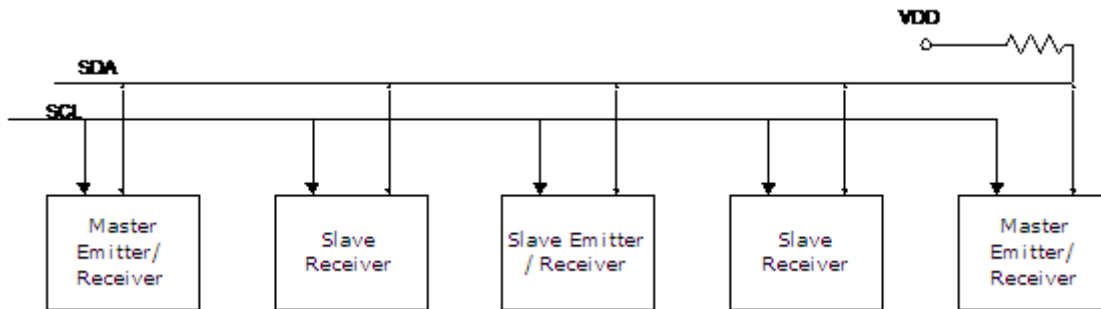 VDD
SDA
SCL
Master
Emitter/
Receiver
Slave
Receiver
Slave Emitter
/ Receiver
Slave
Receiver
Master
Emitter/
Receiver